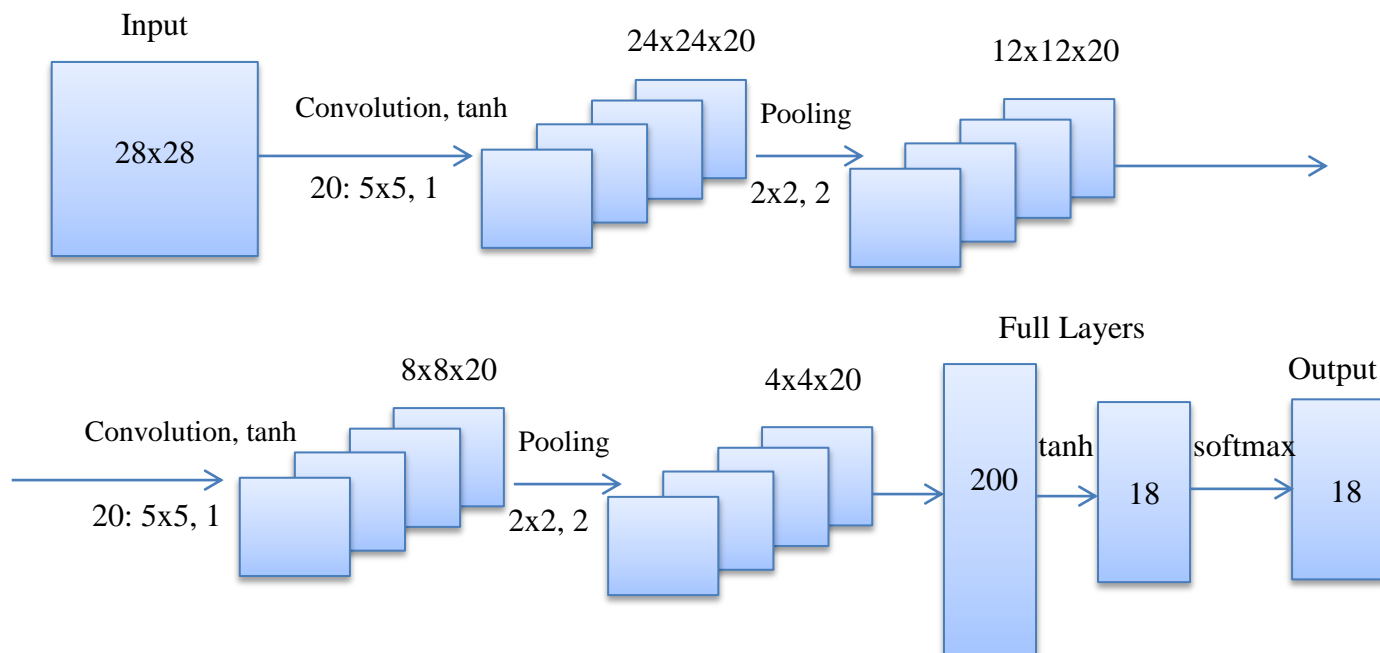 Input
28x28
Convolution, tanh
20: 5x5, 1
24x24x20
Pooling
2x2, 2
12x12x20
Convolution, tanh
20: 5x5, 1
8x8x20
Pooling
2x2, 2
4x4x20
Full Layers
200
tanh
18
softmax
Output
18